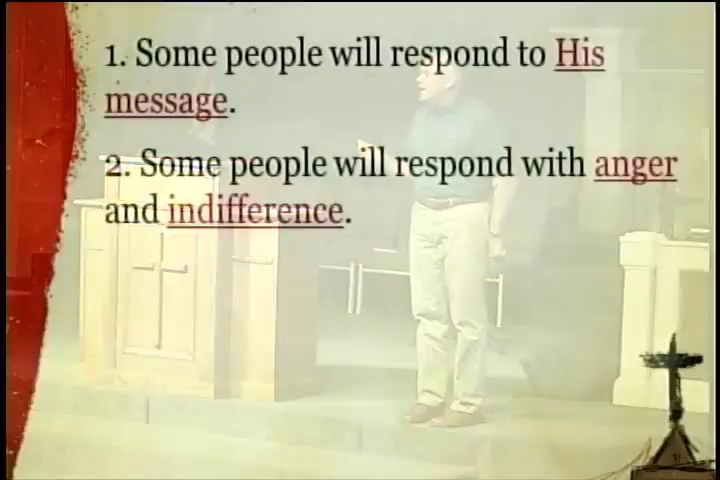 1. Some people will respond to His
message.
2. Some people will respond with anger
and indifference.